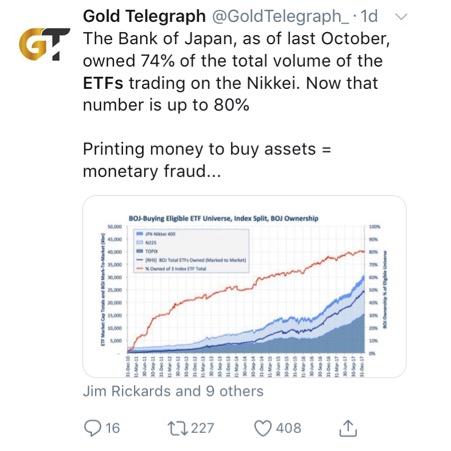 Gold Telegraph @GoldTelegraph_ · 1d
GT
The Bank of Japan, as of last October,
owned 74% of the total volume of the
ETFs trading on the Nikkei. Now that
number is up to 80%
Printing money to buy assets =
monetary fraud...
BOJ-Buying Eligible ETF Universe, Index Split, BOJ Ownership
JPN Nikkei 400
N225
TOPIX
(RHS) BOJ Total ETFs Owned (Marked to Market)
% Owned of 3 Index ETF Total
50,000
45,000
40,000
35,000
30,000
25,000
20,000
15,000
10,000
5,000
100%
90%
80%
70%
60%
50%
40%
30%
20%
10%
0%
Jim Rickards and 9 others
16
227
408